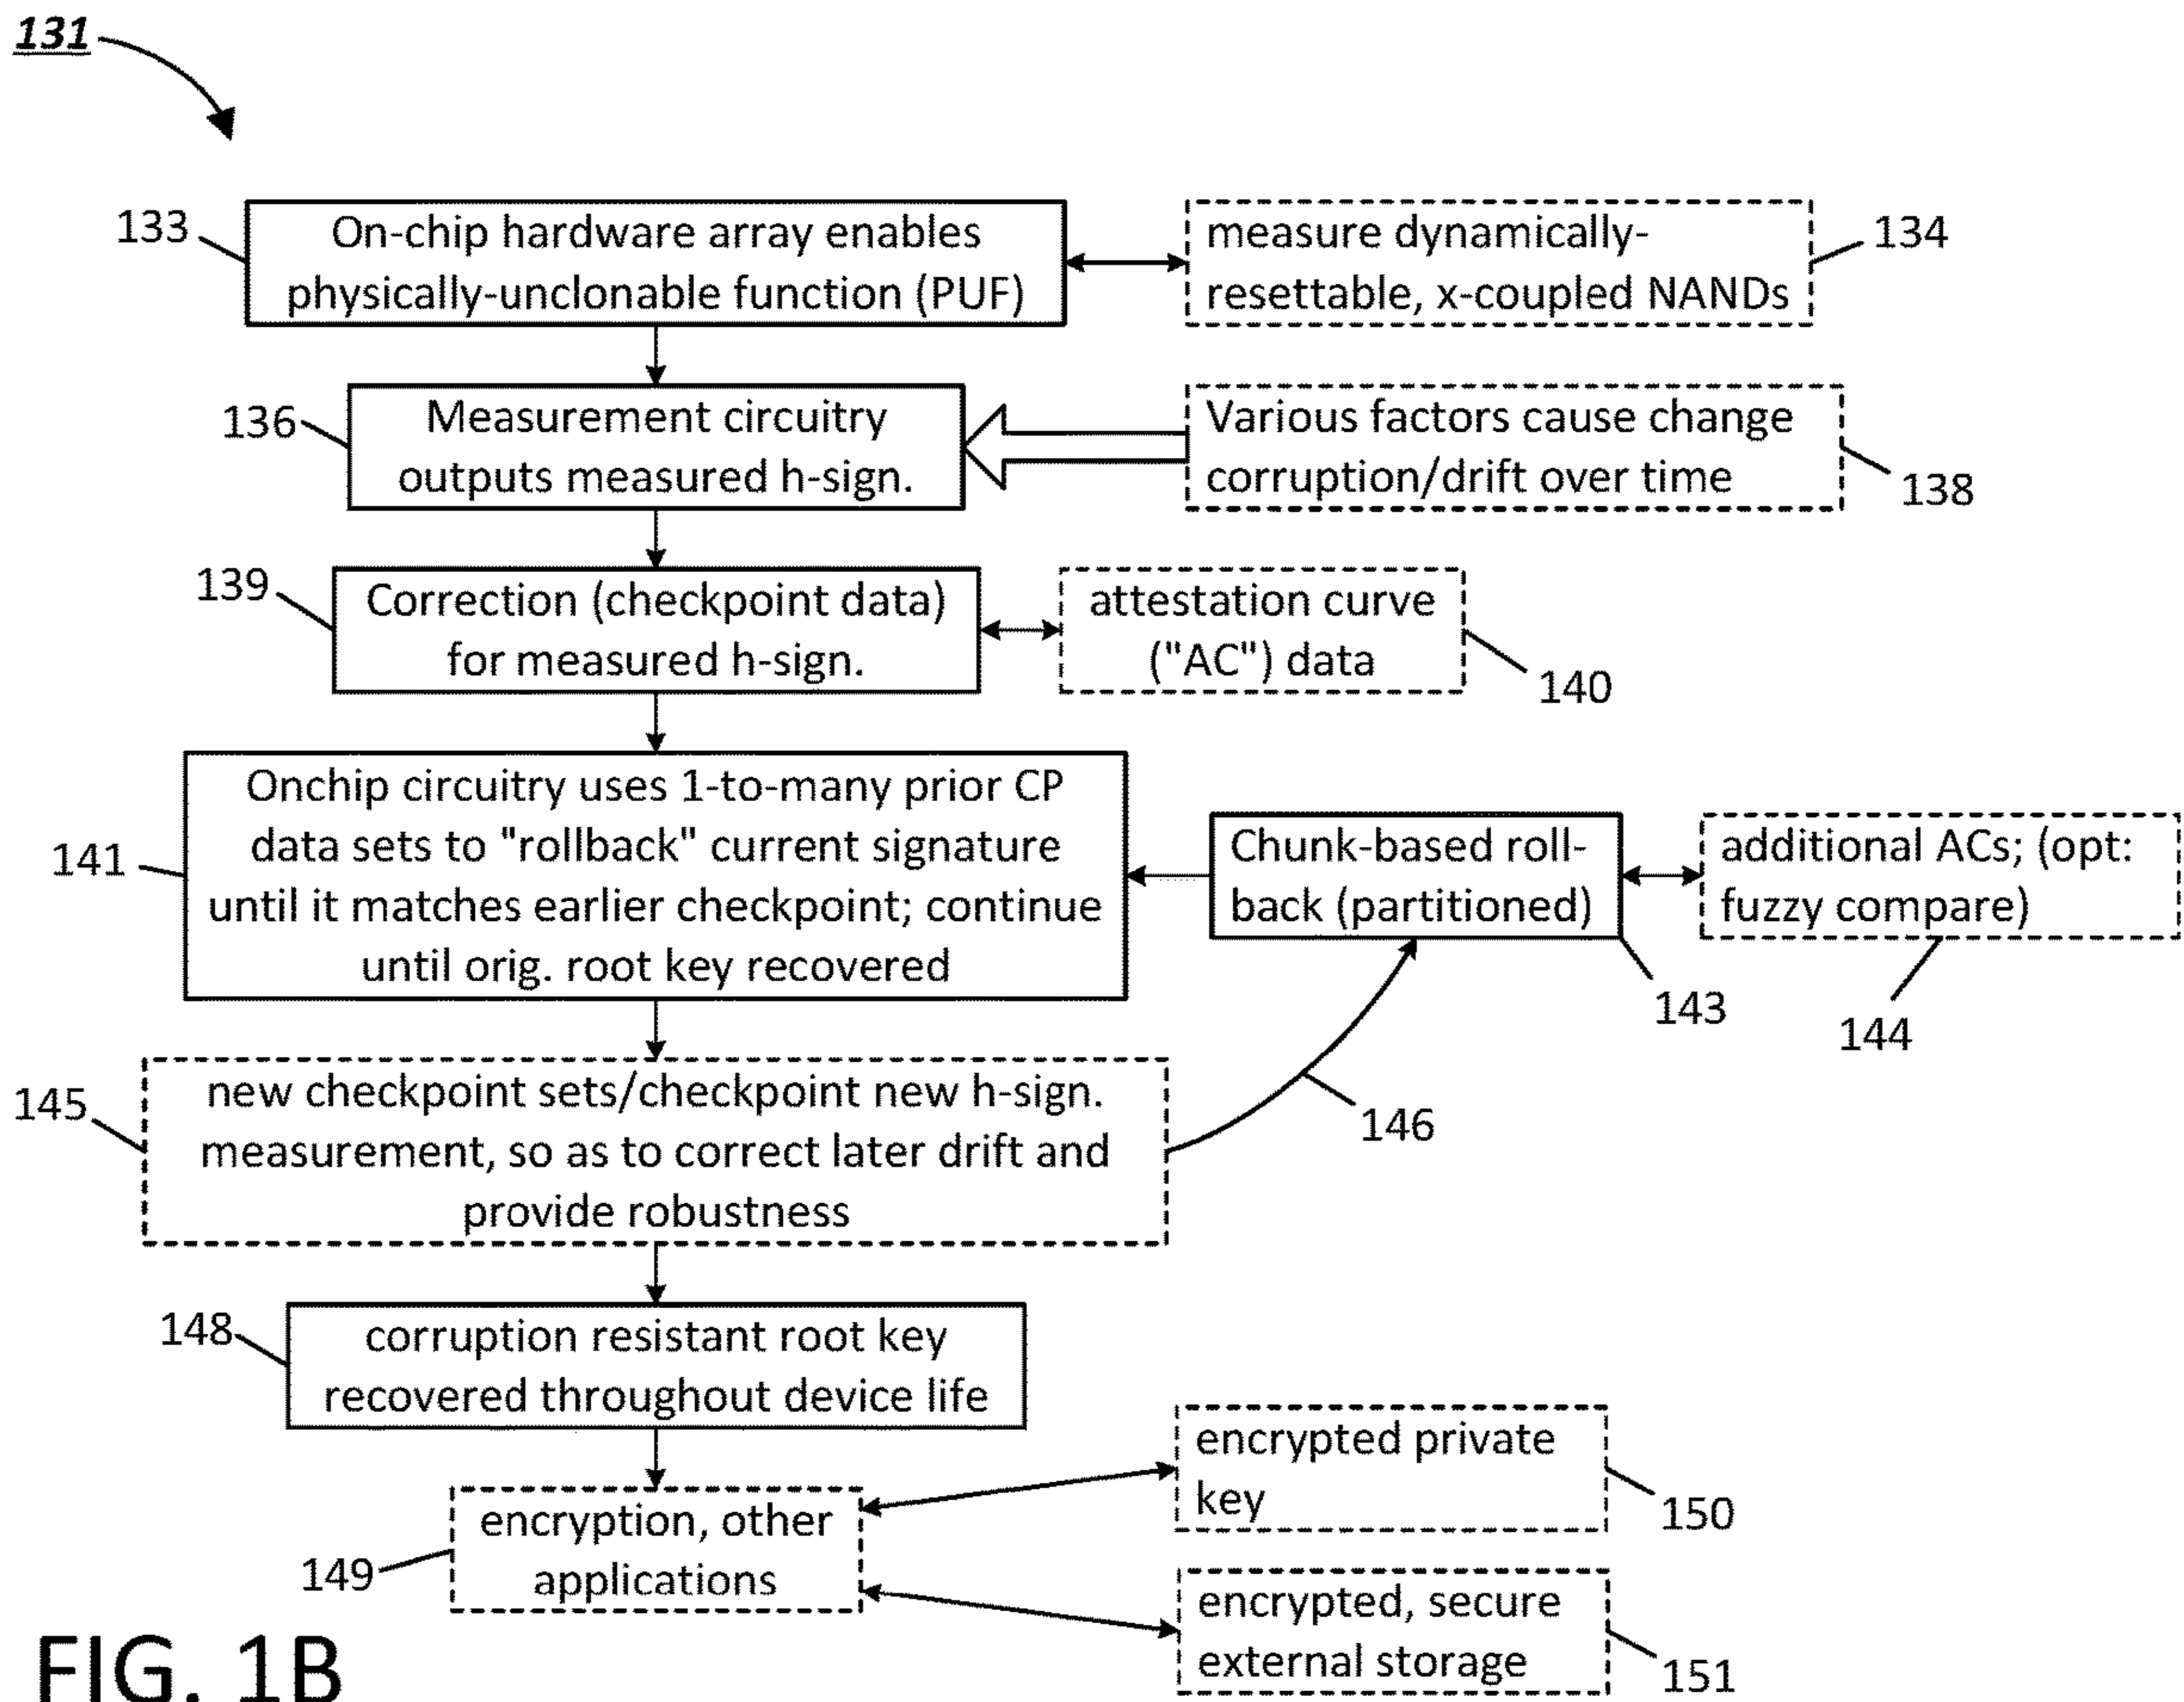 131
133
On-chip hardware array enables
physically-unclonable function (PUF)
measure dynamically-
resettable, x-coupled NANDs
134
136
Measurement circuitry
outputs measured h-sign.
Various factors cause change
corruption/drift over time
138
139
Correction (checkpoint data)
for measured h-sign.
attestation curve
("AC") data
140
141
Onchip circuitry uses 1-to-many prior CP
data sets to "rollback" current signature
until it matches earlier checkpoint; continue
until orig. root key recovered
Chunk-based roll-
back (partitioned)
143
additional ACs; (opt:
fuzzy compare)
144
145
new checkpoint sets/checkpoint new h-sign.
measurement, so as to correct later drift and
provide robustness
146
148
corruption resistant root key
recovered throughout device life
149
encryption, other
applications
encrypted private
key
150
encrypted, secure
external storage
151
FIG. 1B